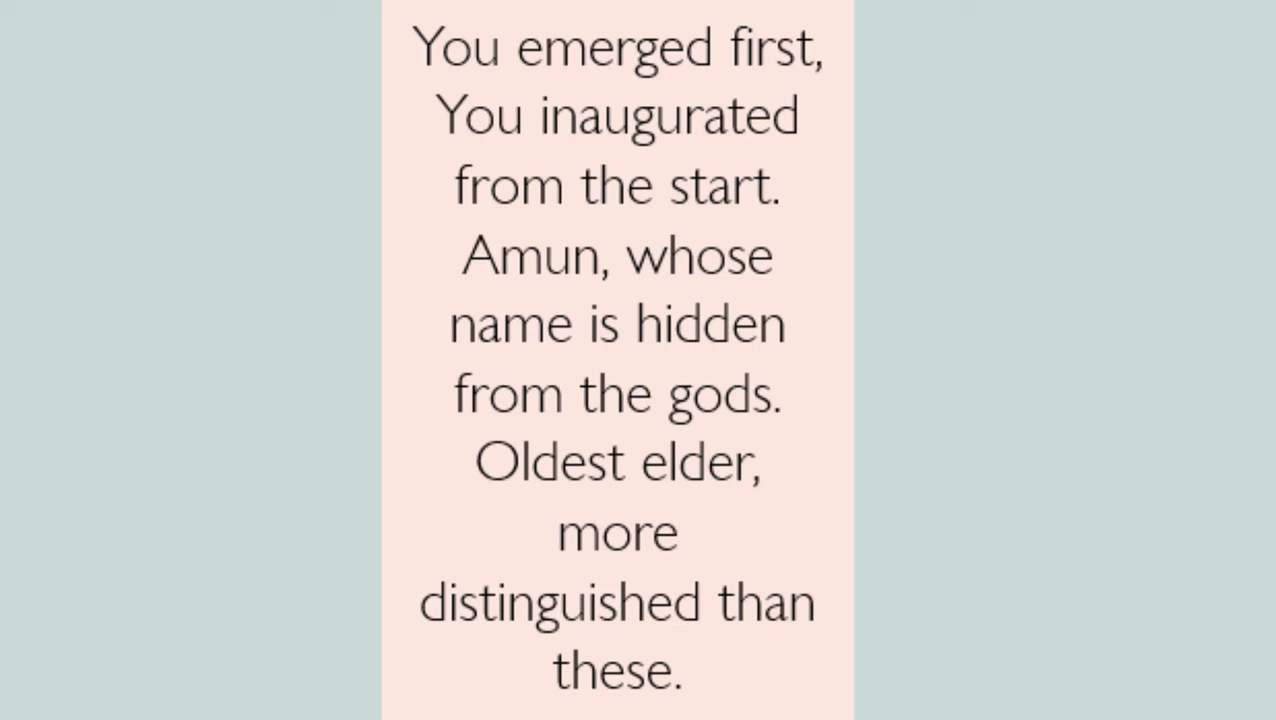 You emerged first,
You inaugurated
from the start.
Amun, whose
name is hidden
from the gods.
Oldest elder,
more
distinguished than
these.